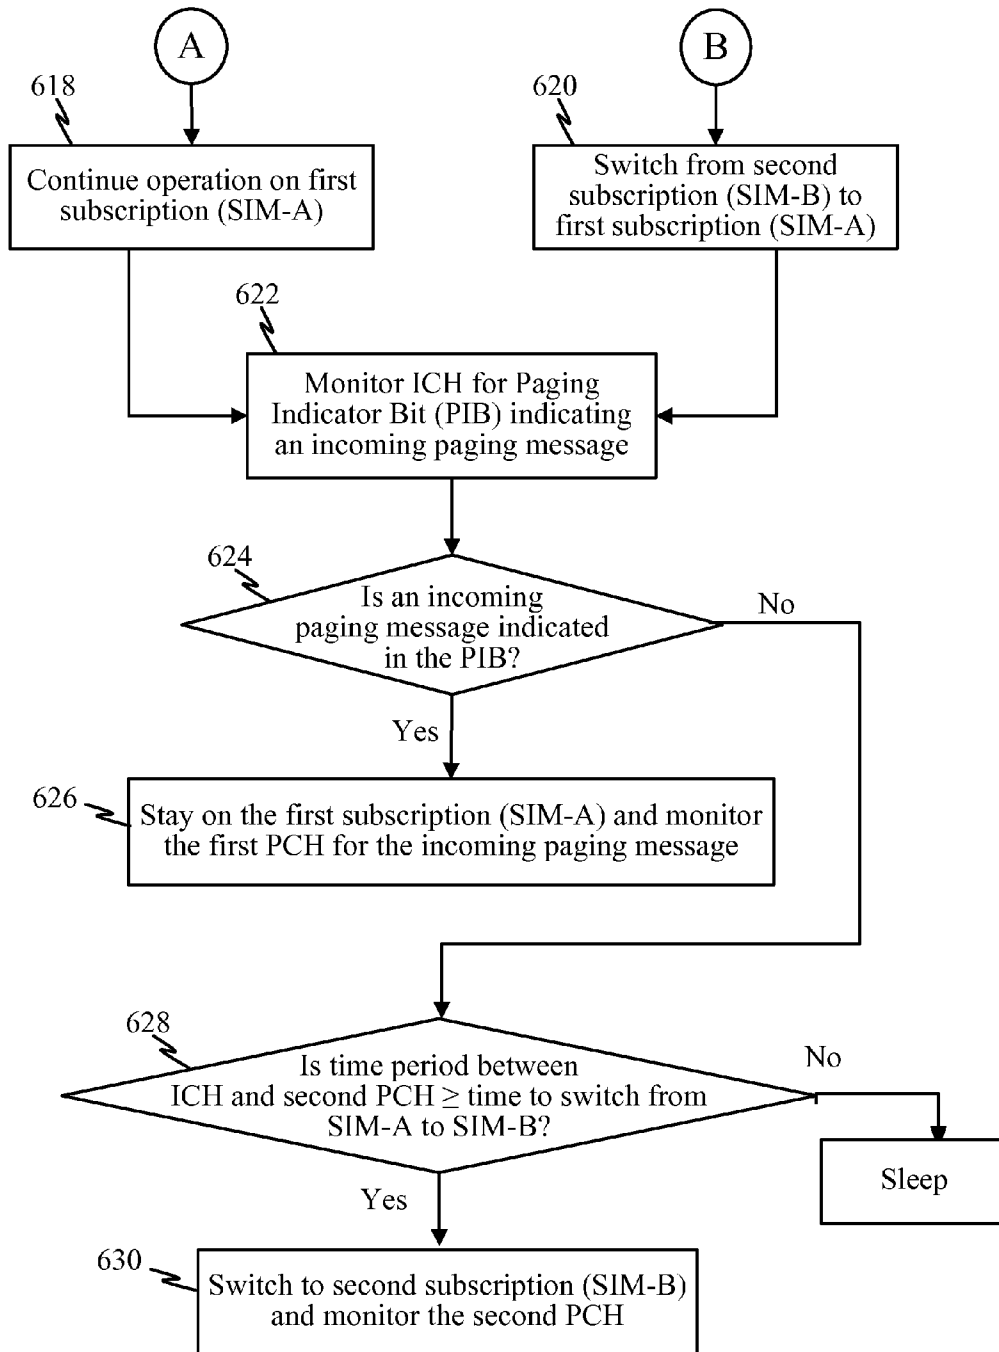 A
B
618
620
Continue operation on first
subscription (SIM-A)
Switch from second
subscription (SIM-B) to
first subscription (SIM-A)
622
Monitor ICH for Paging
Indicator Bit (PIB) indicating
an incoming paging message
624
Is an incoming
paging message indicated
in the PIB?
No
Yes
626
Stay on the first subscription (SIM-A) and monitor
the first PCH for the incoming paging message
628
Is time period between
ICH and second PCH ≥ time to switch from
SIM-A to SIM-B?
No
Sleep
Yes
630
Switch to second subscription (SIM-B)
and monitor the second PCH